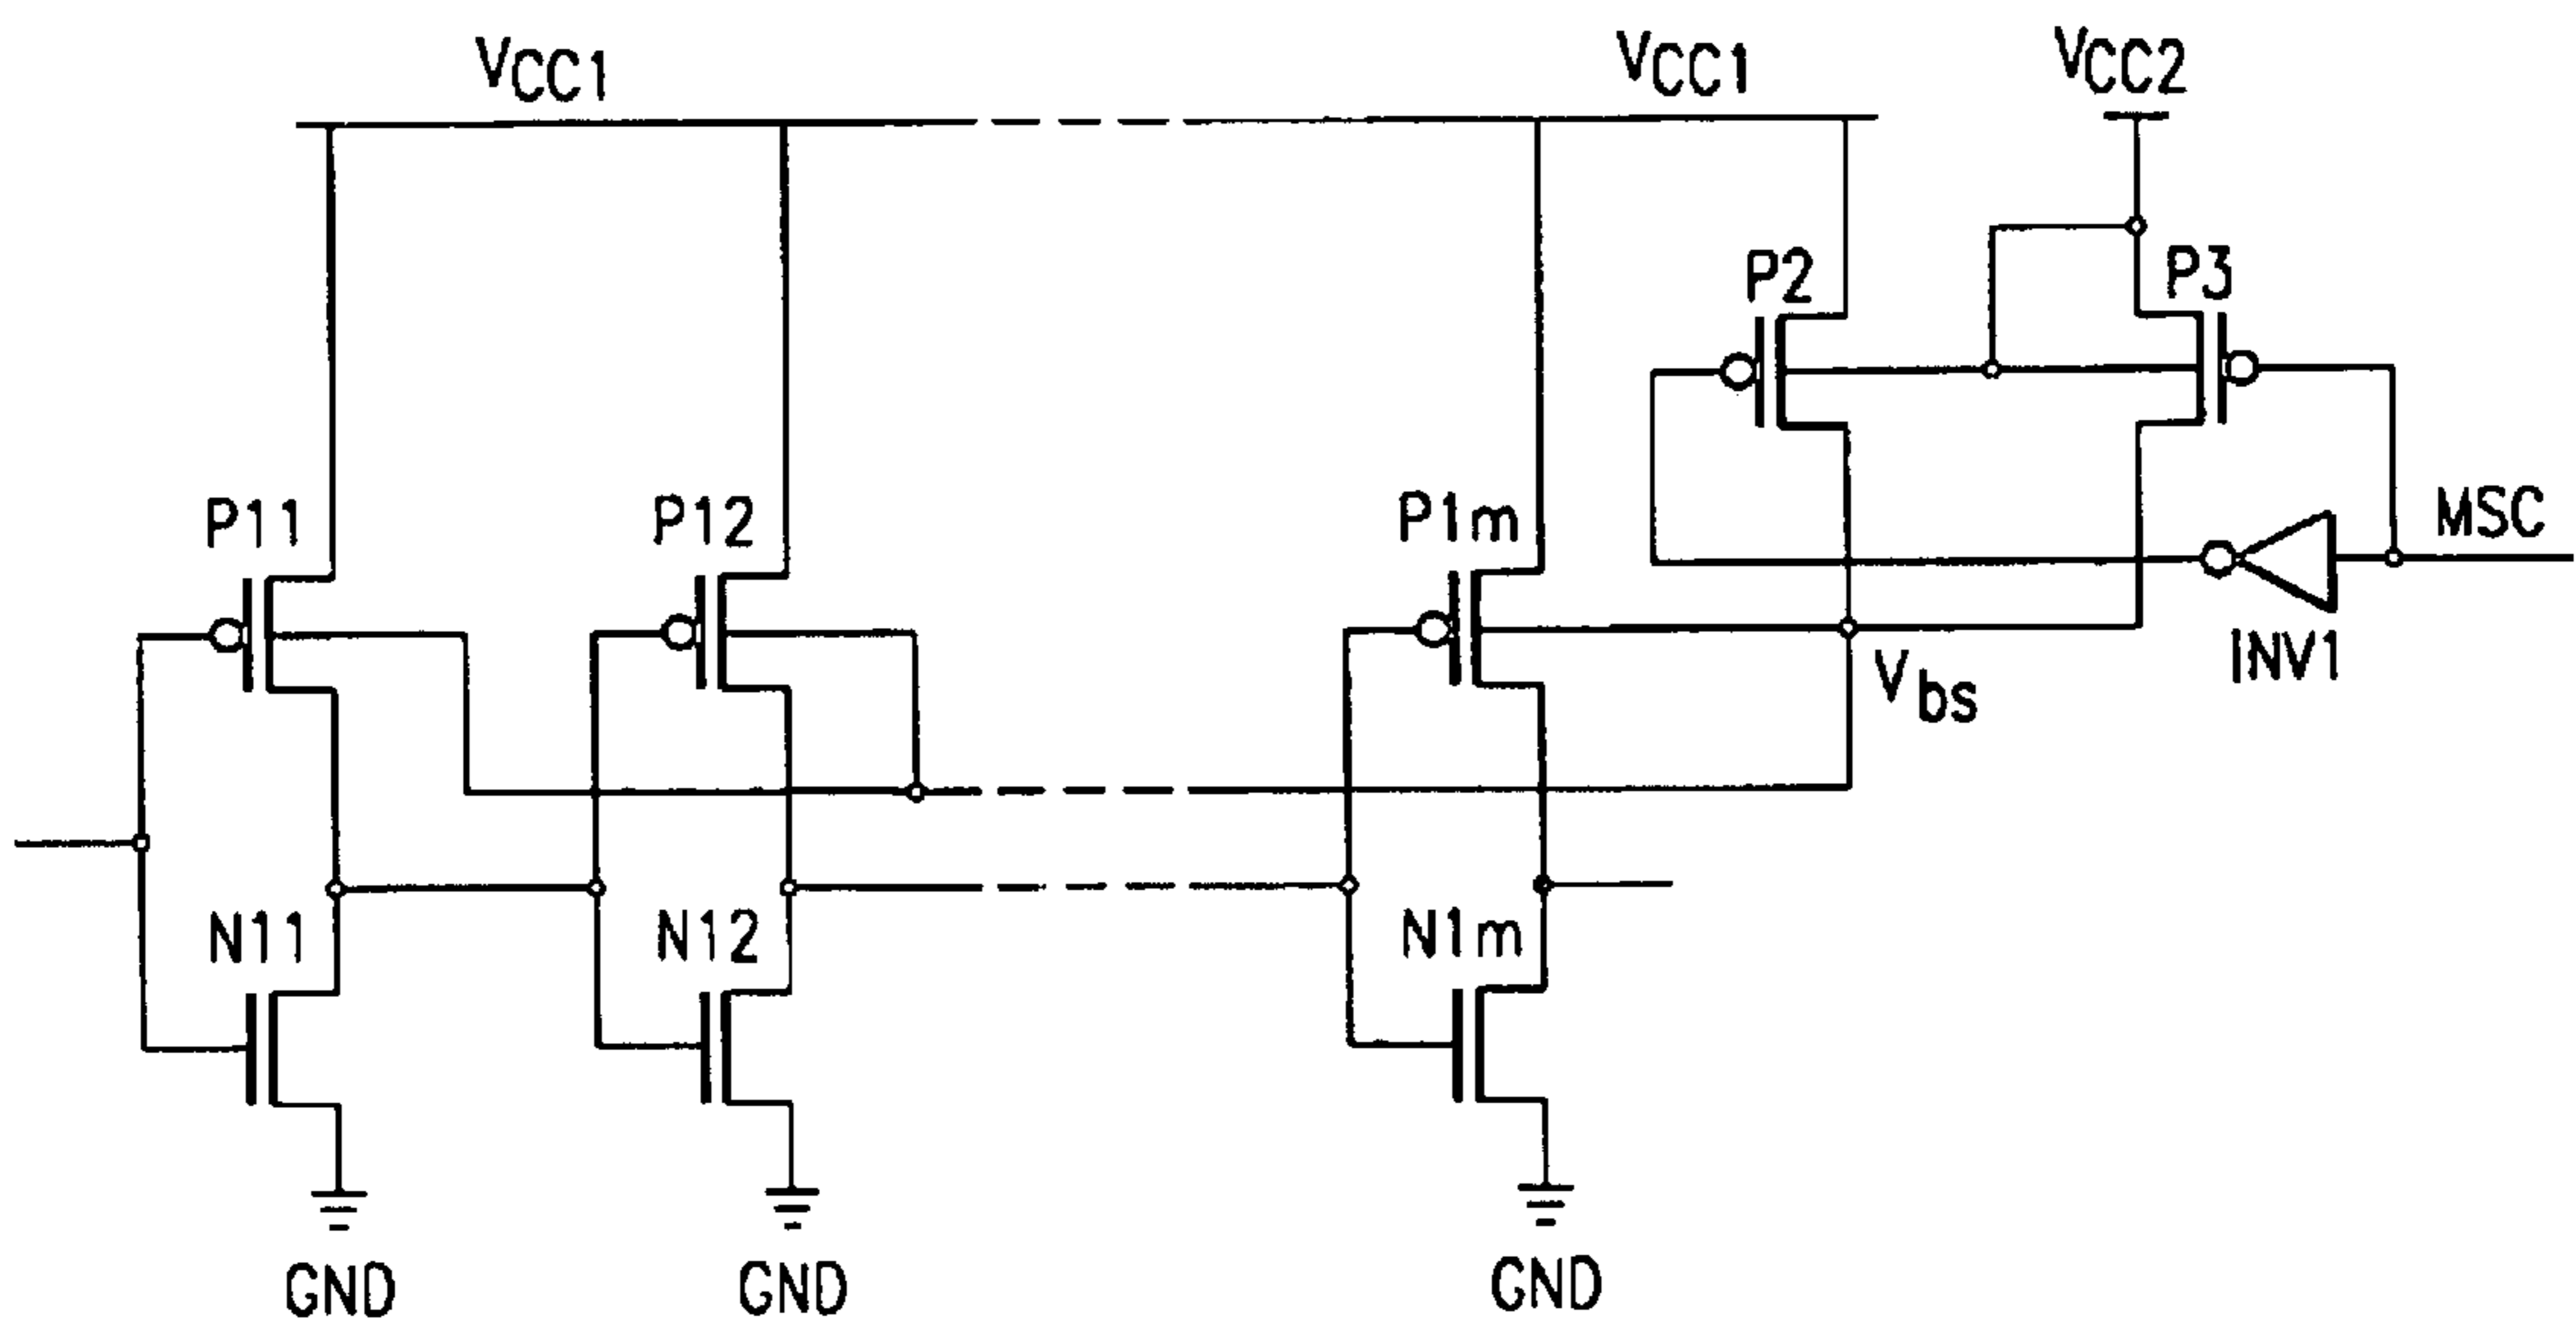 VCC1
VCC1
VCC2
P2
P3
P11
P12
P1m
MSC
INV1
Vbs
N11
N12
N1m
GND
GND
GND